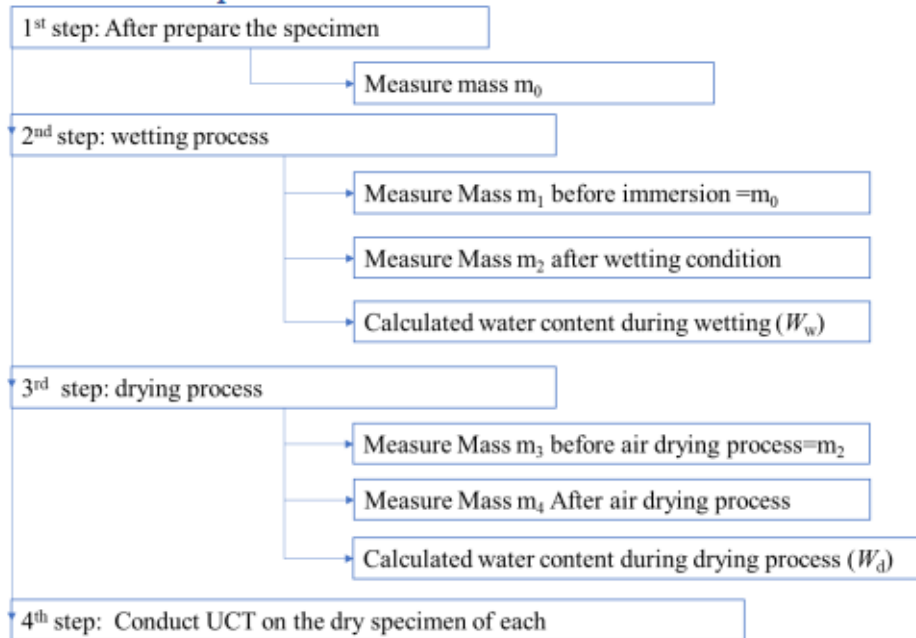 1st step: After prepare the specimen
Measure mass m0
2nd step: wetting process
Measure Mass m1 before immersion =m0
Measure Mass m2 after wetting condition
Calculated water content during wetting (Ww)
3rd step: drying process
Measure Mass m3 before air drying process=m2
Measure Mass m4 After air drying process
Calculated water content during drying process (Wd)
4th step: Conduct UCT on the dry specimen of each